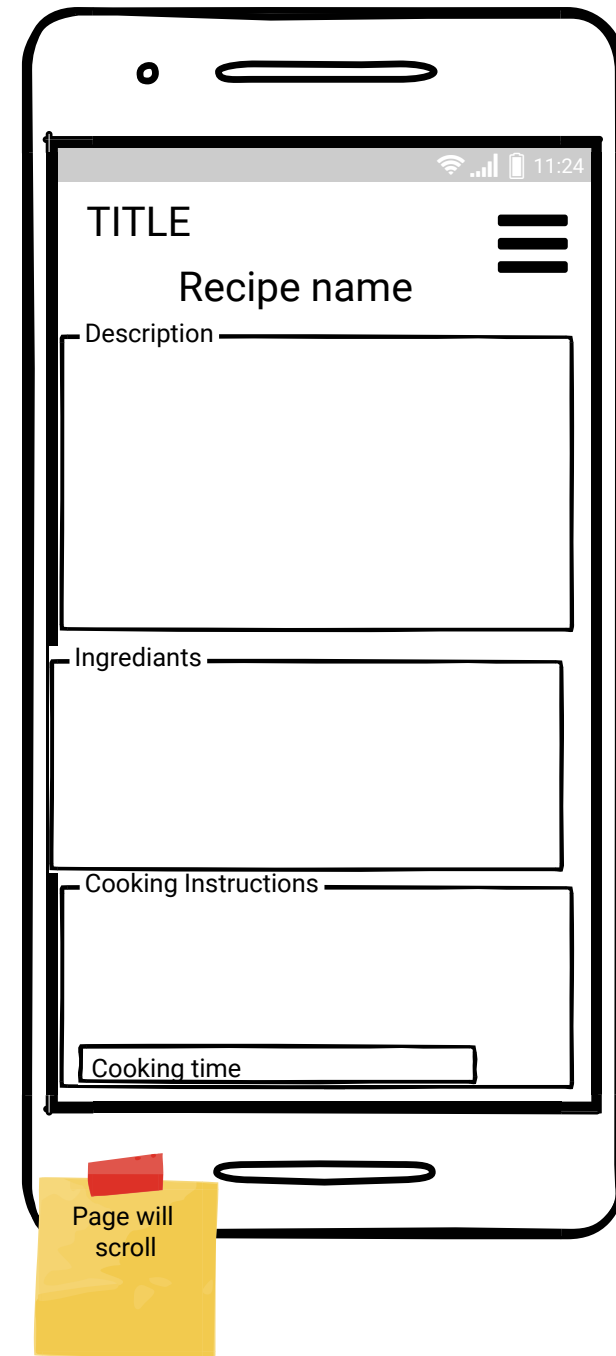 11:24
TITLE
Recipe name
Description
Ingrediants
Cooking Instructions
Cooking time
Page will
scroll